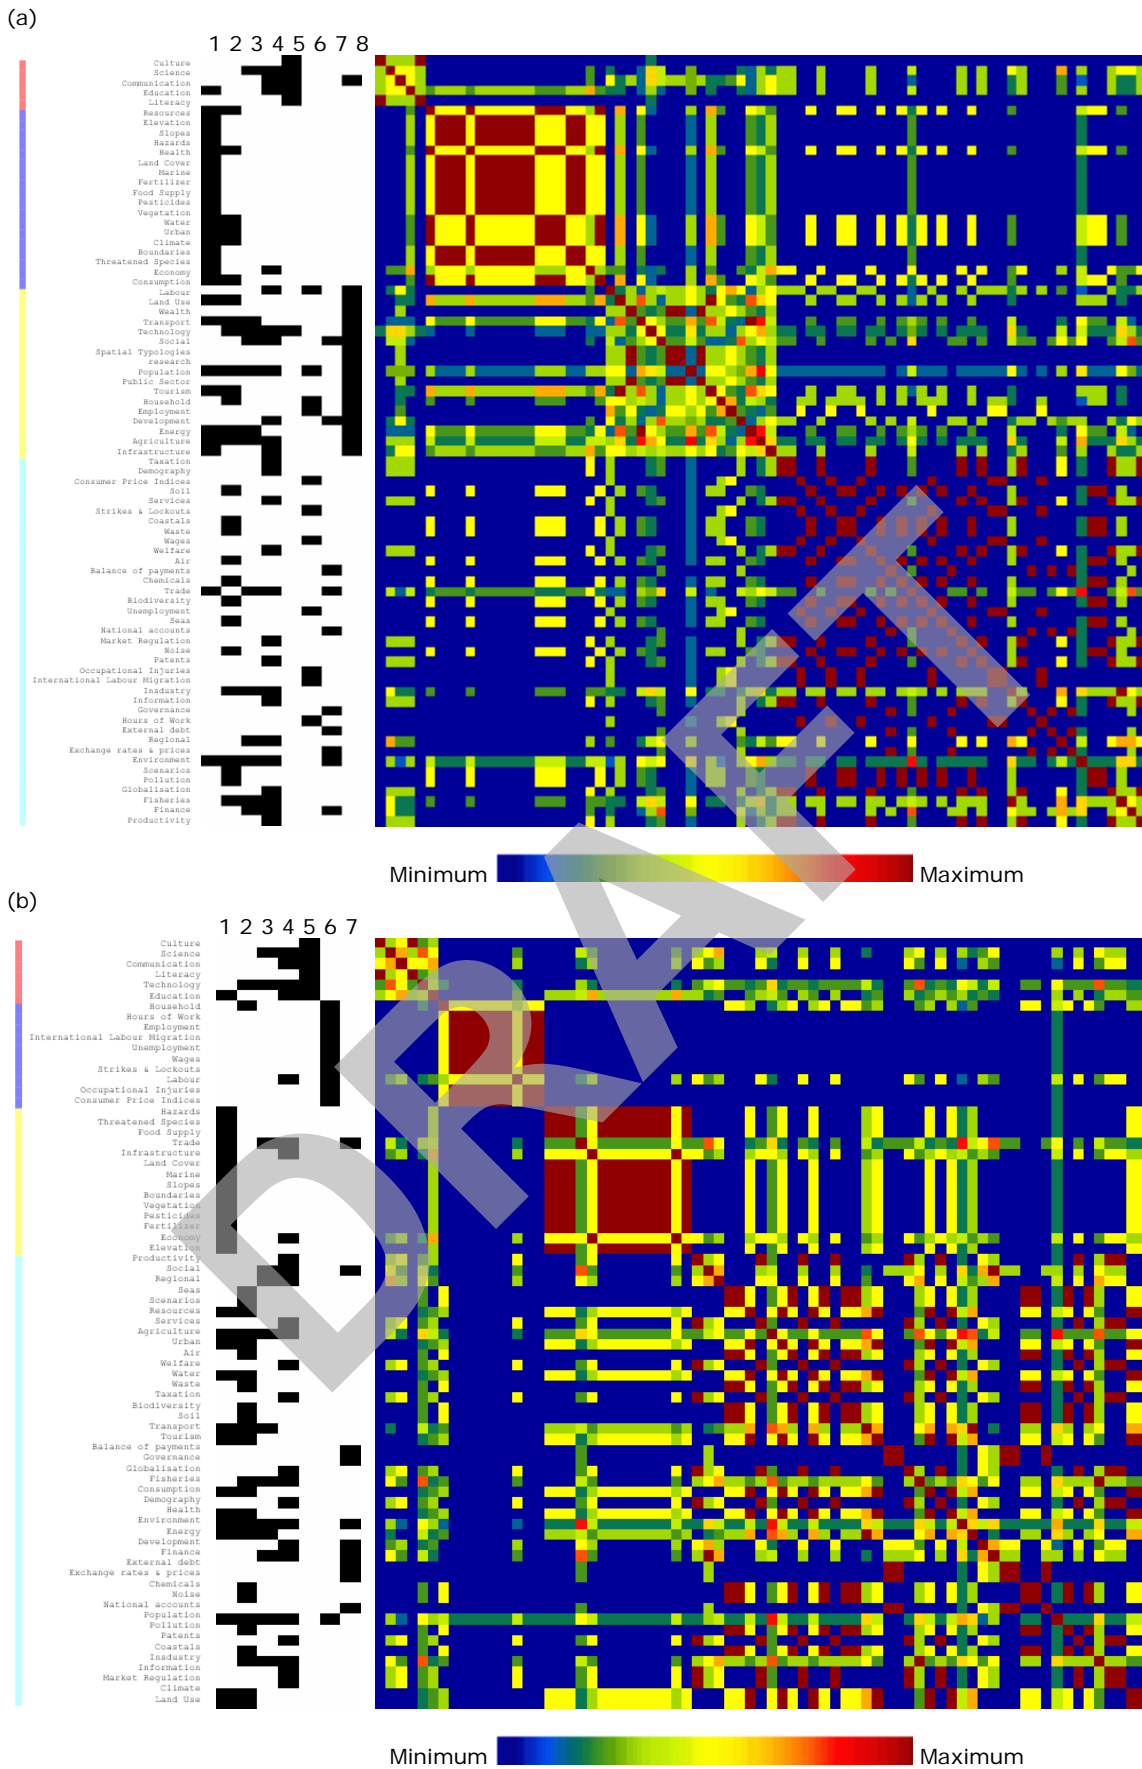 (a)
1 2 3 4 5 6 7 8
Culture
Science
Communication
Education
Literacy
Resources
Elevation
Slopes
Hazards
Health
Land Cover
Marine
Fertilizer
Food Supply
Pesticides
Vegetation
Water
Urban
Climate
Boundaries
Threatened Species
Economy
Consumption
Labour
Land Use
Wealth
Transport
Technology
Social
Spatial Typologies
research
Population
Public Sector
Tourism
Household
Employment
Development
Energy
Agriculture
Infrastructure
Taxation
Demography
Consumer Price Indices
Soil
Services
Strikes & Lockouts
Coastals
Waste
Wages
Welfare
Air
Balance of payments
Chemicals
Trade
Biodiversity
Unemployment
Seas
National accounts
Market Regulation
Noise
Patents
Occupational Injuries
International Labour Migration
Insdustry
Information
Governance
Hours of Work
External debt
Regional
Exchange rates & prices
Environment
Scenarios
Pollution
Globalisation
Fisheries
Finance
Productivity
Minimum Maximum
(b)
1 2 3 4 5 6 7
Culture
Science
Communication
Literacy
Technology
Education
Household
Hours of Work
Employment
International Labour Migration
Unemployment
Wages
Strikes & Lockouts
Labour
Occupational Injuries
Consumer Price Indices
Hazards
Threatened Species
Food Supply
Trade
Infrastructure
Land Cover
Marine
Slopes
Boundaries
Vegetation
Pesticides
Fertilizer
Economy
Elevation
Productivity
Social
Regional
Seas
Scenarios
Resources
Services
Agriculture
Urban
Air
Welfare
Water
Waste
Taxation
Biodiversity
Soil
Transport
Tourism
Balance of payments
Governance
Globalisation
Fisheries
Consumption
Demography
Health
Environment
Energy
Development
Finance
External debt
Exchange rates & prices
Chemicals
Noise
National accounts
Population
Pollution
Patents
Coastals
Insdustry
Information
Market Regulation
Climate
Land Use
Minimum Maximum
DRAFT